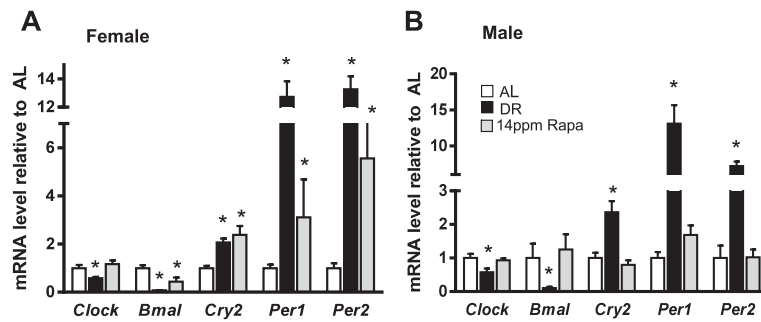 A
Female
mRNA level relative to AL
14
12
6
4
2
0
*
*
*
*
*
*
*
*
*
Clock
Bmal
Cry2
Per1
Per2
B
Male
mRNA level relative to AL
20
15
10
5
3
2
1
0
AL
DR
14ppm Rapa
*
*
*
*
*
Clock
Bmal
Cry2
Per1
Per2